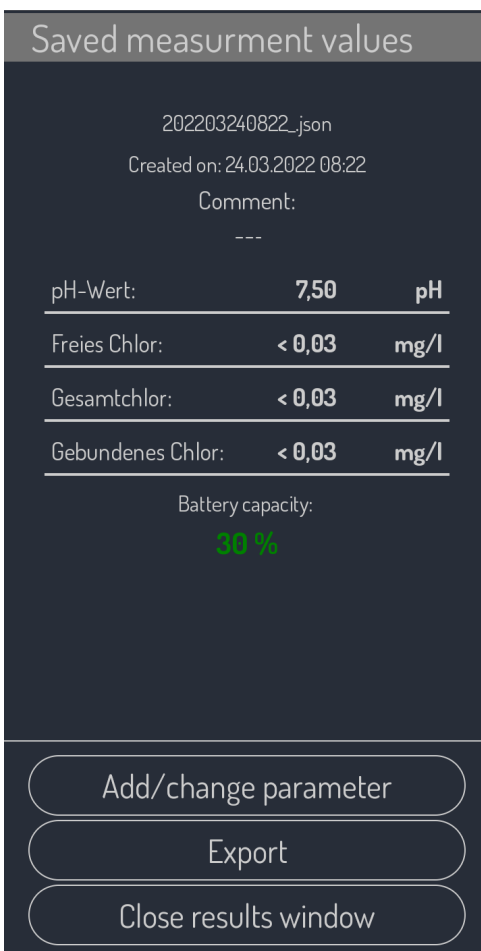 Saved measurment values
202203240822_.json
Created on: 24.03.2022 08:22
Comment:
---
pH-Wert: 7,50 pH
Freies Chlor: < 0,03 mg/l
Gesamtchlor: < 0,03 mg/l
Gebundenes Chlor: < 0,03 mg/l
Battery capacity:
30 %
Add/change parameter
Export
Close results window